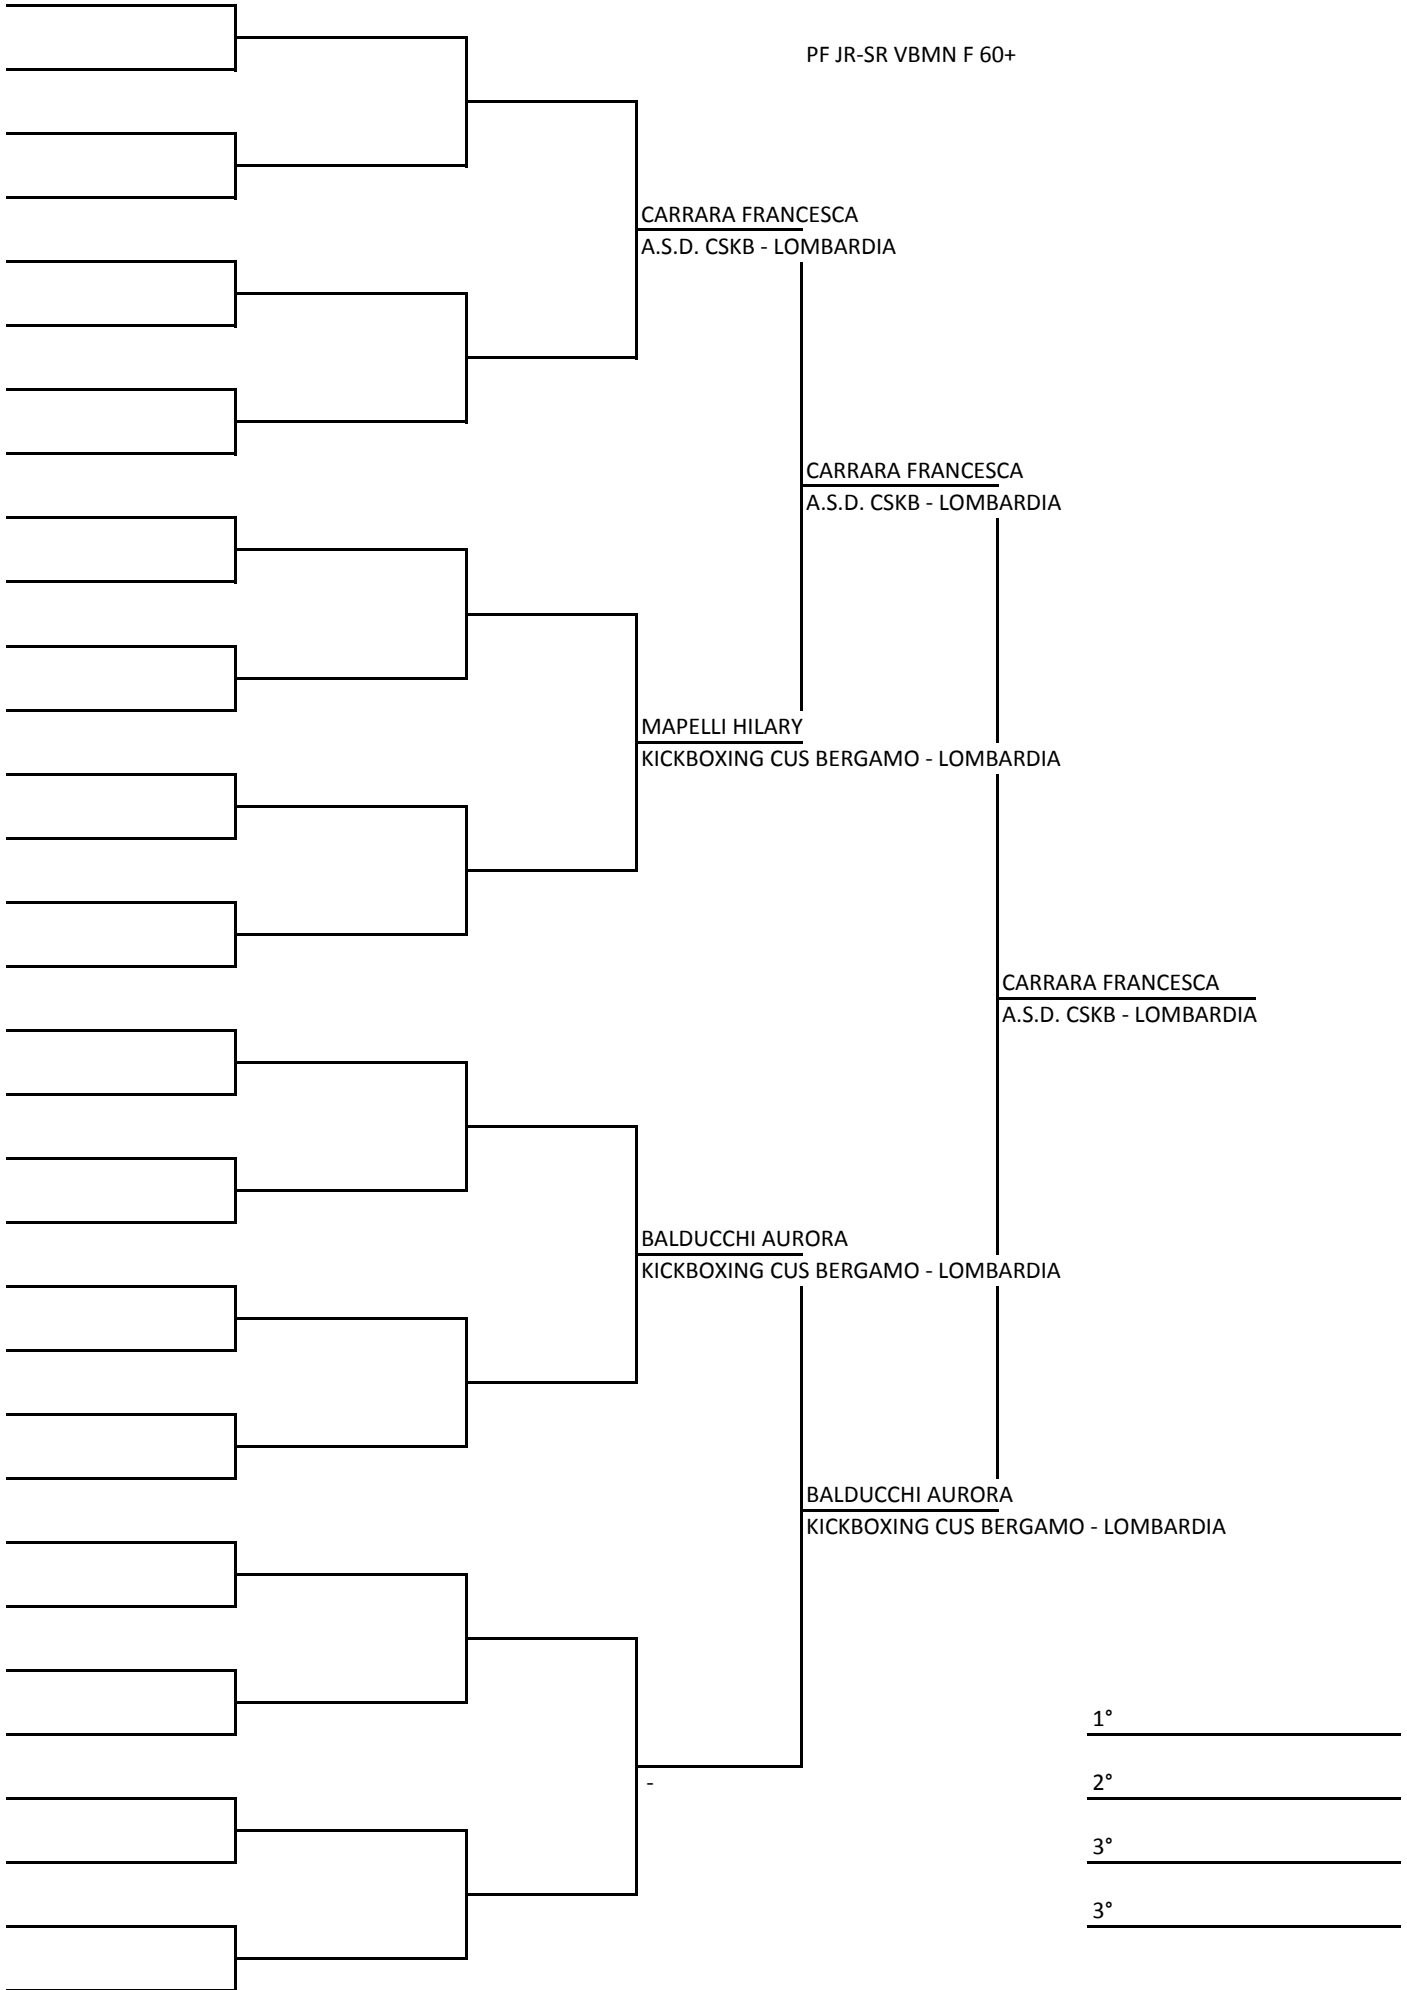 PF JR-SR VBMN F 60+
CARRARA FRANCESCA
A.S.D. CSKB - LOMBARDIA
CARRARA FRANCESCA
A.S.D. CSKB - LOMBARDIA
MAPELLI HILARY
KICKBOXING CUS BERGAMO - LOMBARDIA
CARRARA FRANCESCA
A.S.D. CSKB - LOMBARDIA
BALDUCCHI AURORA
KICKBOXING CUS BERGAMO - LOMBARDIA
BALDUCCHI AURORA
KICKBOXING CUS BERGAMO - LOMBARDIA
1°
-
2°
3°
3°